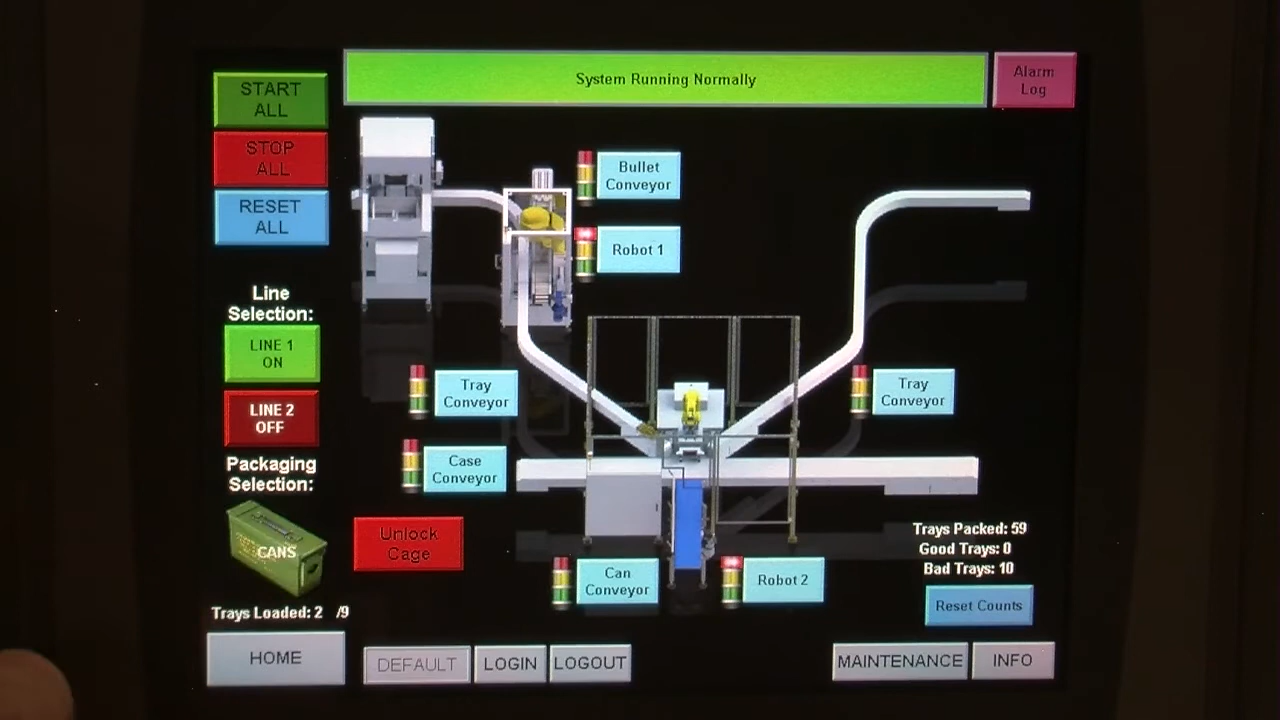 START
ALL
System Running Normally
Alarm
Log
STOP
ALL
RESET
ALL
Bullet
Conveyor
Robot 1
Line
Selection:
LINE 1
ON
LINE 2
OFF
Tray
Conveyor
Tray
Conveyor
Case
Conveyor
Packaging
Selection:
CANS
Unlock
Cage
Trays Packed: 59
Good Trays: 0
Bad Trays: 10
Can
Conveyor
Robot 2
Reset Counts
Trays Loaded: 2 /9
HOME
DEFAULT
LOGIN
LOGOUT
MAINTENANCE
INFO